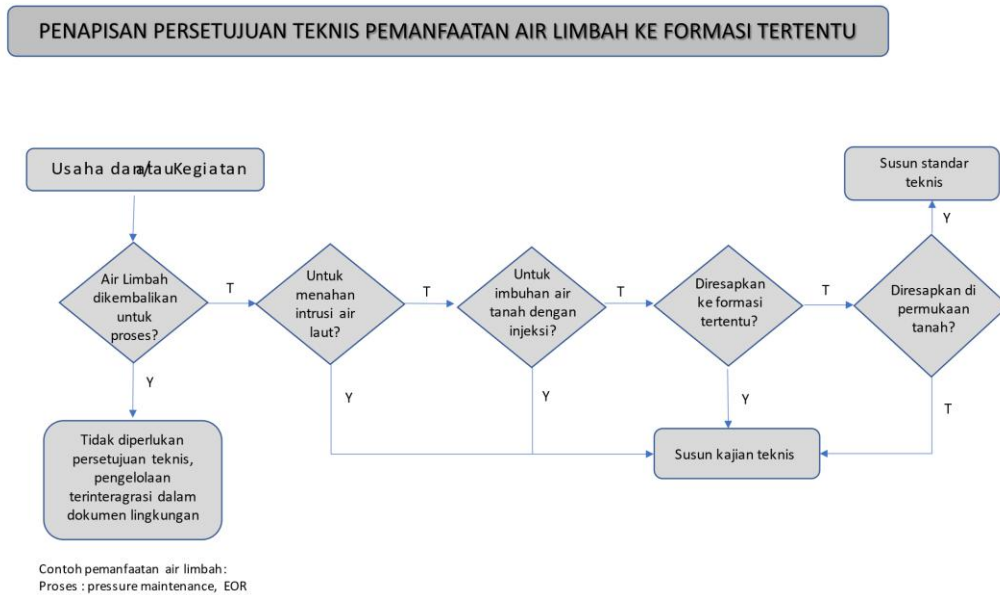 PENAPISAN PERSETUJUAN TEKNIS PEMANFAATAN AIR LIMBAH KE FORMASI TERTENTU
Usaha dan/atau Kegiatan
Susun standar
teknis
Y
Air Limbah
dikembalikan
untuk
proses?
T
Untuk
menahan
intrusi air
laut?
T
Untuk
imbuhan air
tanah dengan
injeksi?
T
Diresapkan
ke formasi
tertentu?
T
Diresapkan di
permukaan
tanah?
Y
Y
Y
Y
T
Tidak diperlukan
persetujuan teknis,
pengelolaan
terinteragrasi dalam
dokumen lingkungan
Susun kajian teknis
Contoh pemanfaatan air limbah:
Proses : pressure maintenance, EOR